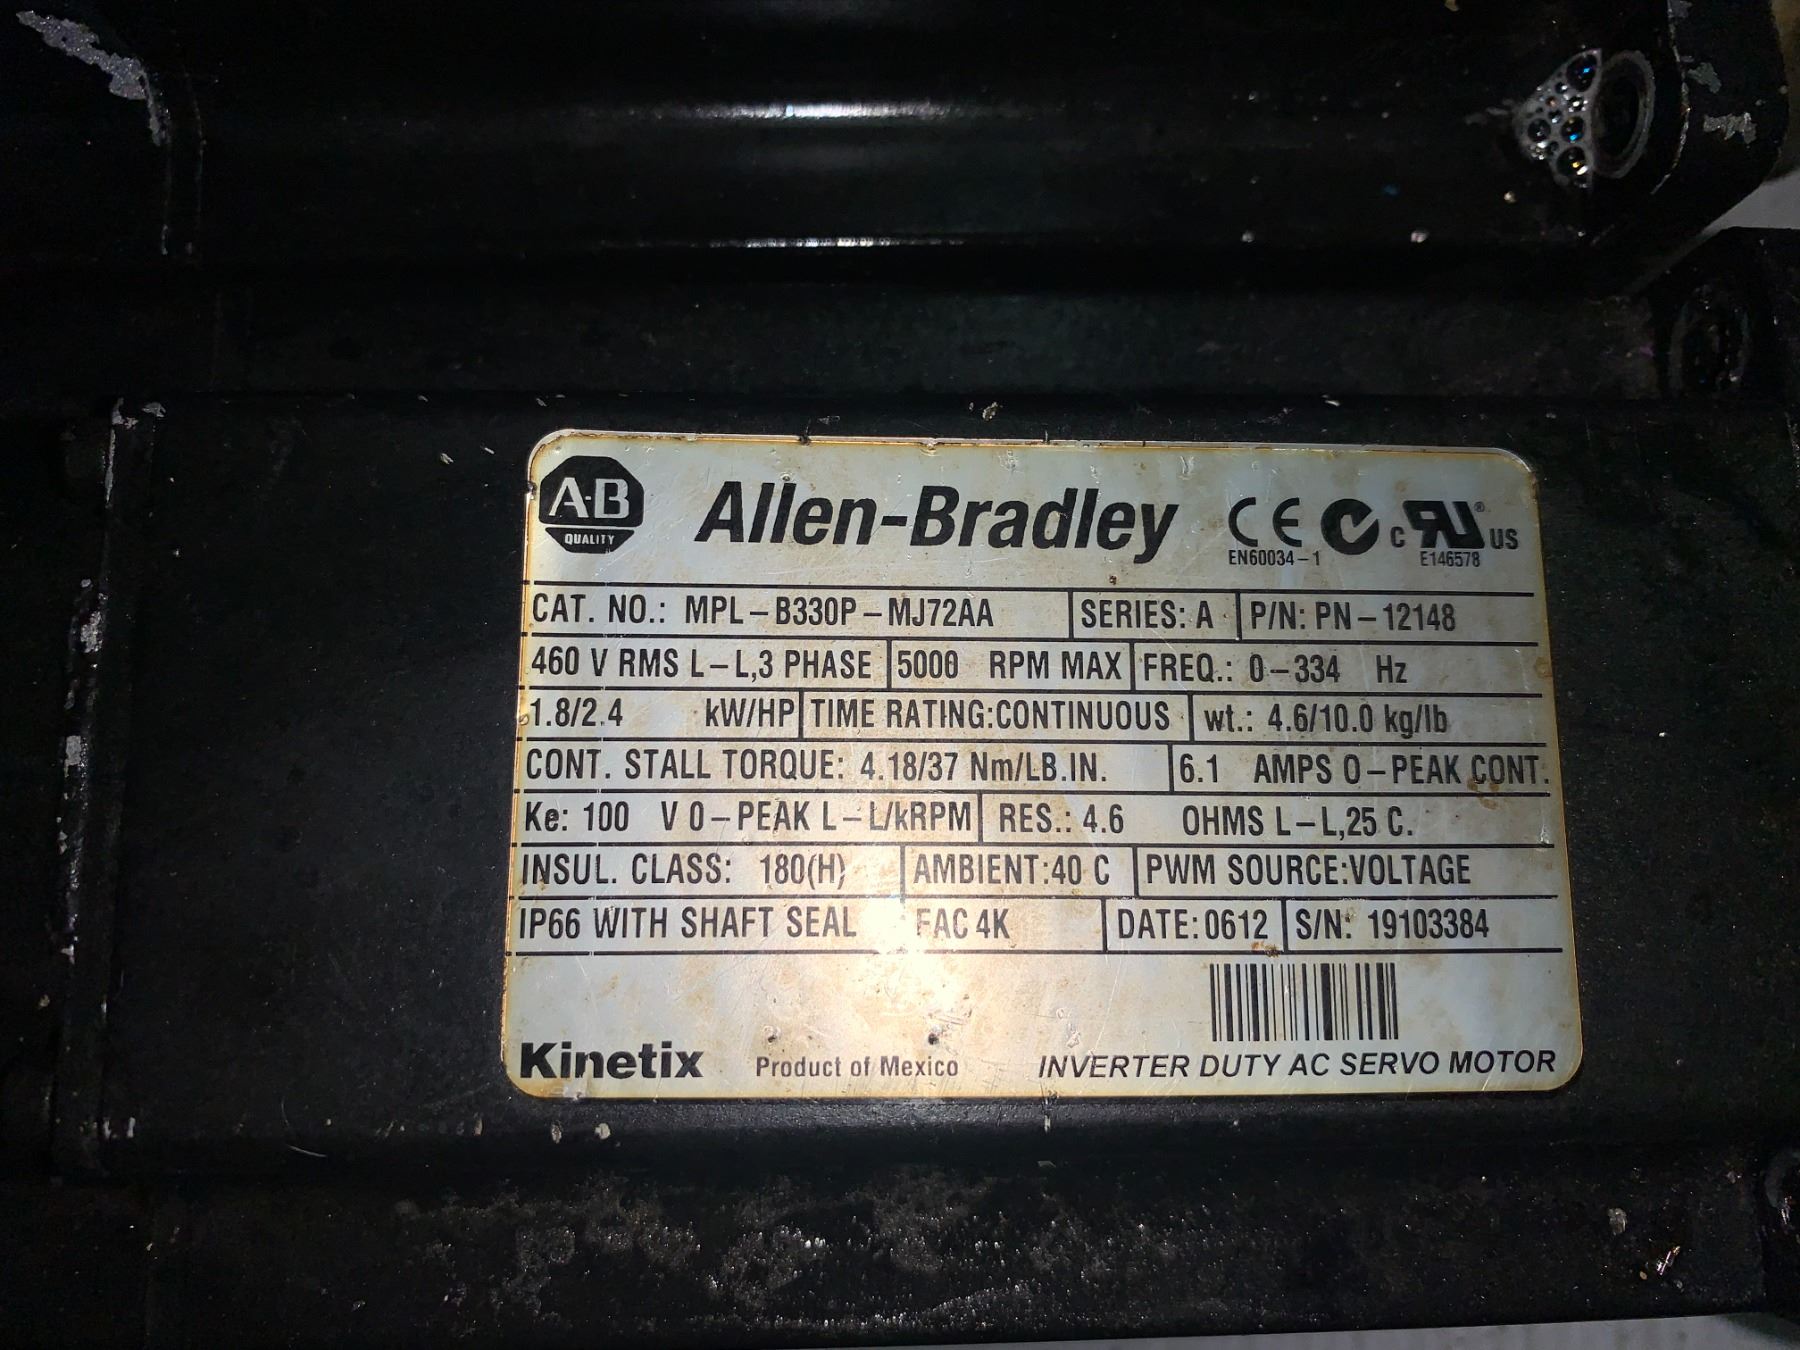 A·B QUALITY
Allen-Bradley
CE EN60034-1
C UR US E146578
CAT. NO.: MPL-B330P-MJ72AA SERIES: A P/N: PN-12148
460 V RMS L-L,3 PHASE 5000 RPM MAX FREQ.: 0-334 Hz
1.8/2.4 kW/HP TIME RATING:CONTINUOUS wt.: 4.6/10.0 kg/lb
CONT. STALL TORQUE: 4.18/37 Nm/LB.IN. 6.1 AMPS 0-PEAK CONT.
Ke: 100 V 0-PEAK L-L/kRPM RES.: 4.6 OHMS L-L,25 C.
INSUL. CLASS: 180(H) AMBIENT:40 C PWM SOURCE:VOLTAGE
IP66 WITH SHAFT SEAL FAC 4K DATE: 0612 S/N: 19103384
Kinetix Product of Mexico INVERTER DUTY AC SERVO MOTOR